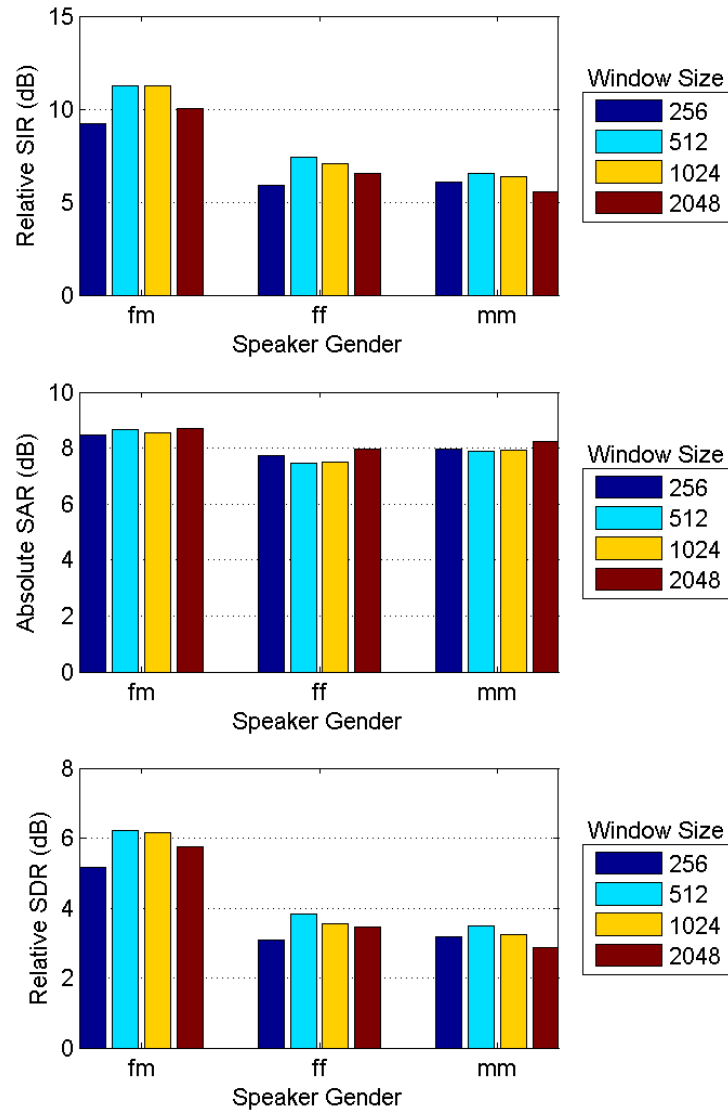 15
10
5
0
Relative SIR (dB)
fm ff mm
Speaker Gender
Window Size
256
512
1024
2048
10
8
6
4
2
0
Absolute SAR (dB)
fm ff mm
Speaker Gender
Window Size
256
512
1024
2048
8
6
4
2
0
Relative SDR (dB)
fm ff mm
Speaker Gender
Window Size
256
512
1024
2048